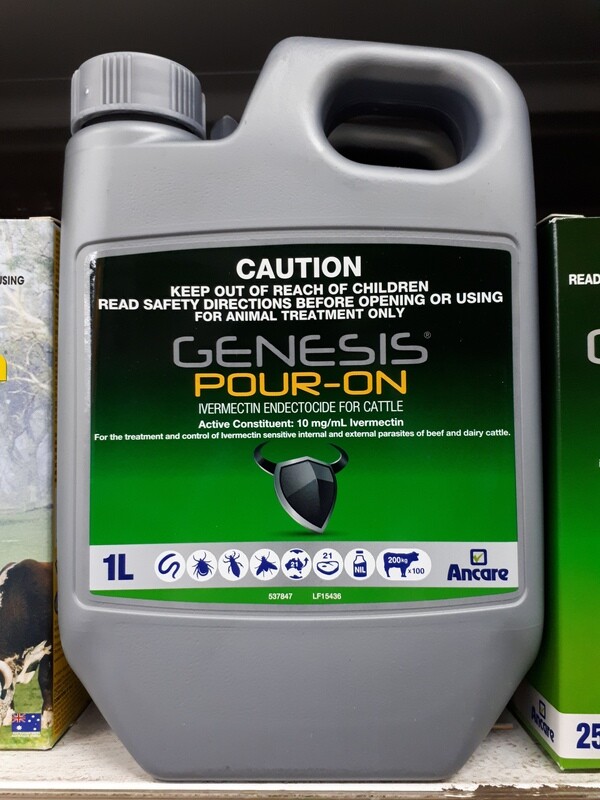 CAUTION
KEEP OUT OF REACH OF CHILDREN
READ SAFETY DIRECTIONS BEFORE OPENING OR USING
FOR ANIMAL TREATMENT ONLY
GENESIS®
POUR-ON
IVERMECTIN ENDECTOCIDE FOR CATTLE
Active Constituent: 10 mg/mL Ivermectin
For the treatment and control of Ivermectin sensitive internal and external parasites of beef and dairy cattle.
1L
21
21
NIL
200kg
x100
Ancare
537847 LF15436
USING
READ
Ancare
25